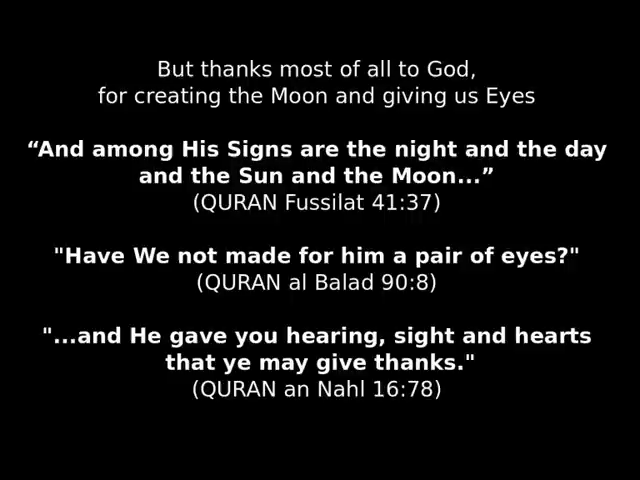 But thanks most of all to God,
for creating the Moon and giving us Eyes
“And among His Signs are the night and the day
and the Sun and the Moon...”
(QURAN Fussilat 41:37)
"Have We not made for him a pair of eyes?"
(QURAN al Balad 90:8)
"...and He gave you hearing, sight and hearts
that ye may give thanks."
(QURAN an Nahl 16:78)